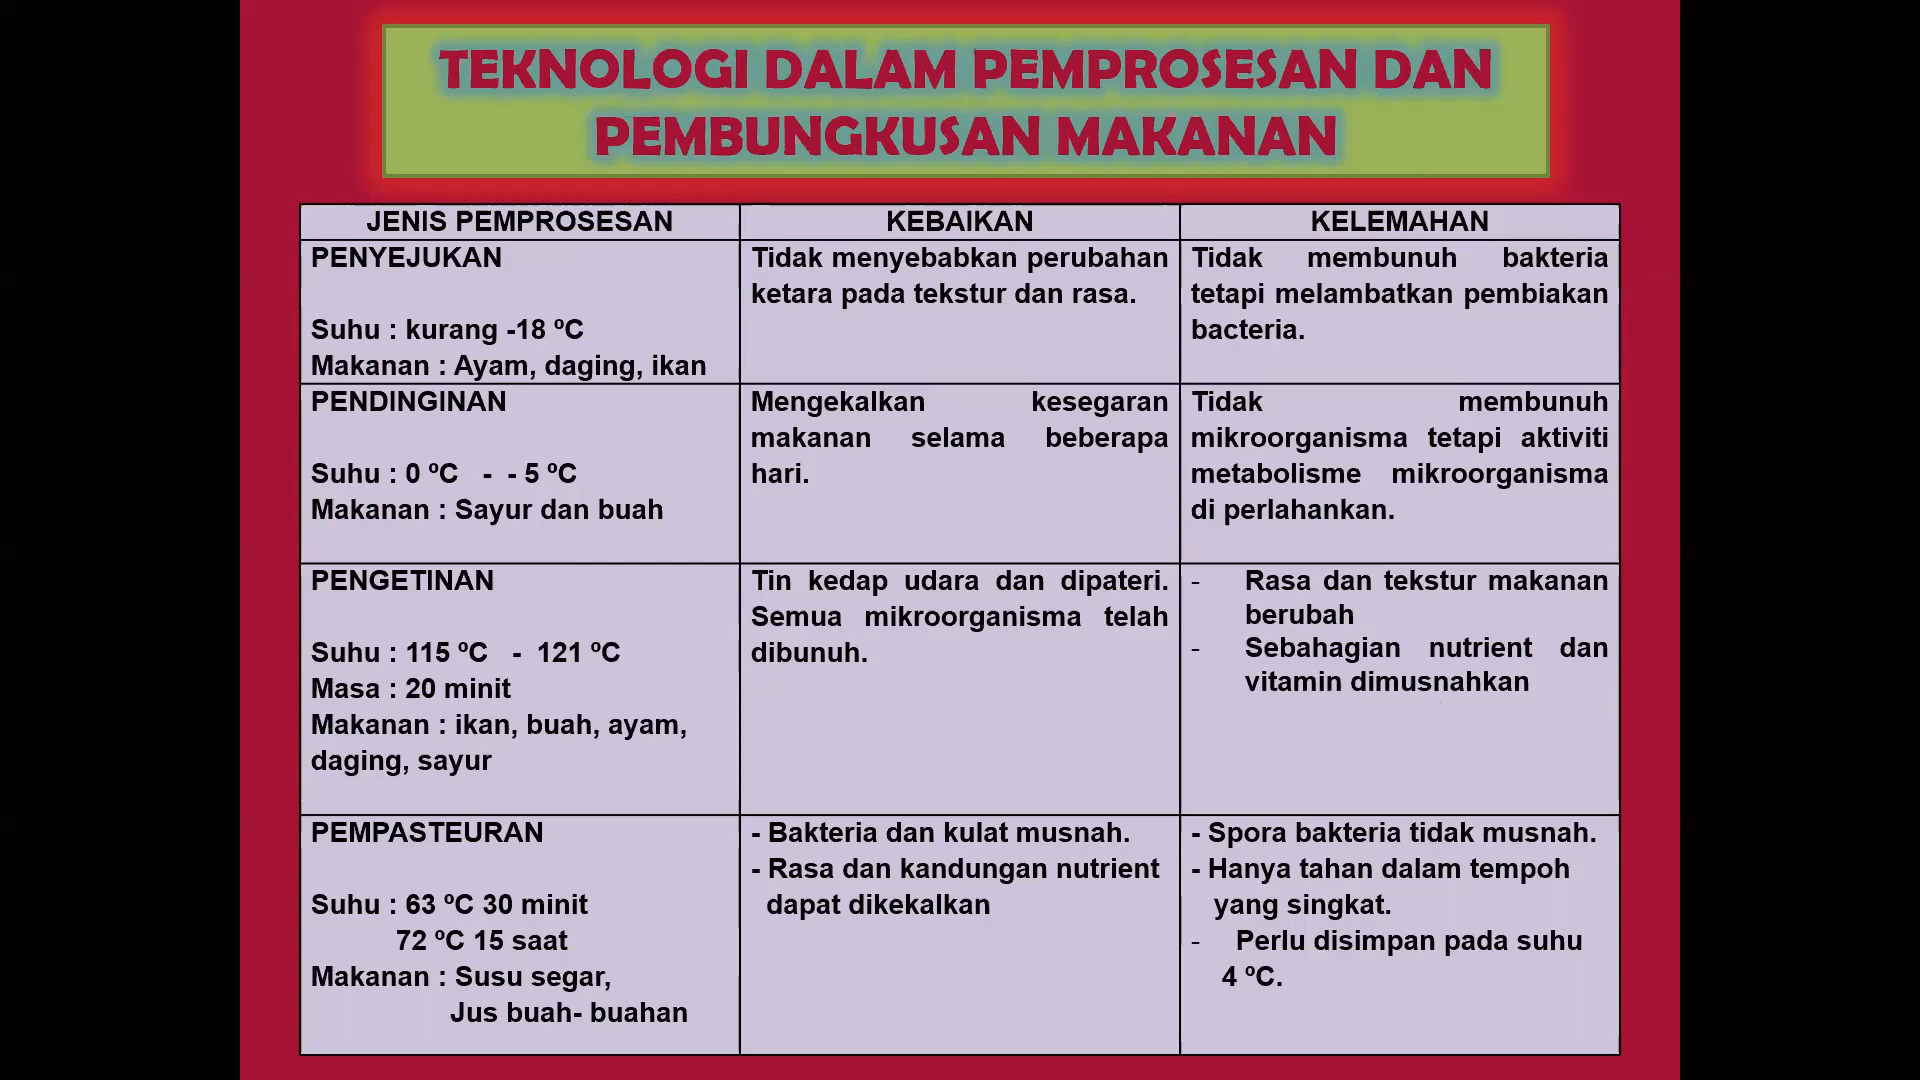 TEKNOLOGI DALAM PEMPROSESAN DAN
PEMBUNGKUSAN MAKANAN
JENIS PEMPROSESAN
KEBAIKAN
KELEMAHAN
PENYEJUKAN
Suhu : kurang -18 ºC
Makanan : Ayam, daging, ikan
Tidak menyebabkan perubahan
ketara pada tekstur dan rasa.
Tidak membunuh bakteria
tetapi melambatkan pembiakan
bacteria.
PENDINGINAN
Suhu : 0 ºC - - 5 ºC
Makanan : Sayur dan buah
Mengekalkan kesegaran
makanan selama beberapa
hari.
Tidak membunuh
mikroorganisma tetapi aktiviti
metabolisme mikroorganisma
di perlahankan.
PENGETINAN
Suhu : 115 ºC - 121 ºC
Masa : 20 minit
Makanan : ikan, buah, ayam,
daging, sayur
Tin kedap udara dan dipateri.
Semua mikroorganisma telah
dibunuh.
- Rasa dan tekstur makanan
berubah
- Sebahagian nutrient dan
vitamin dimusnahkan
PEMPASTEURAN
Suhu : 63 ºC 30 minit
72 ºC 15 saat
Makanan : Susu segar,
Jus buah- buahan
- Bakteria dan kulat musnah.
- Rasa dan kandungan nutrient
dapat dikekalkan
- Spora bakteria tidak musnah.
- Hanya tahan dalam tempoh
yang singkat.
- Perlu disimpan pada suhu
4 ºC.